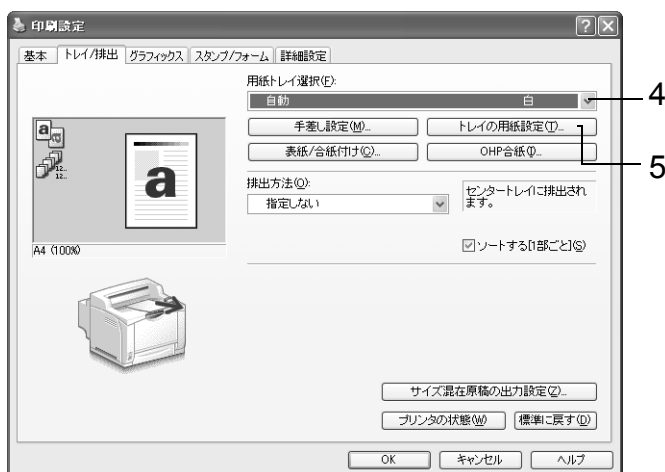 印刷設定
基本 トレイ/排出 グラフィックス スタンプ/フォーム 詳細設定
用紙トレイ選択(F):
自動 白
4
手差し設定(M)... トレイの用紙設定(T)...
5
表紙/合紙付け(C)... OHP合紙(I)...
排出方法(O):
指定しない
センタートレイに排出され
ます。
ソートする[1部ごと](S)
a
a
12...
12...
a
A4 (100%)
サイズ混在原稿の出力設定(Z)...
プリンタの状態(W) 標準に戻す(D)
OK キャンセル ヘルプ